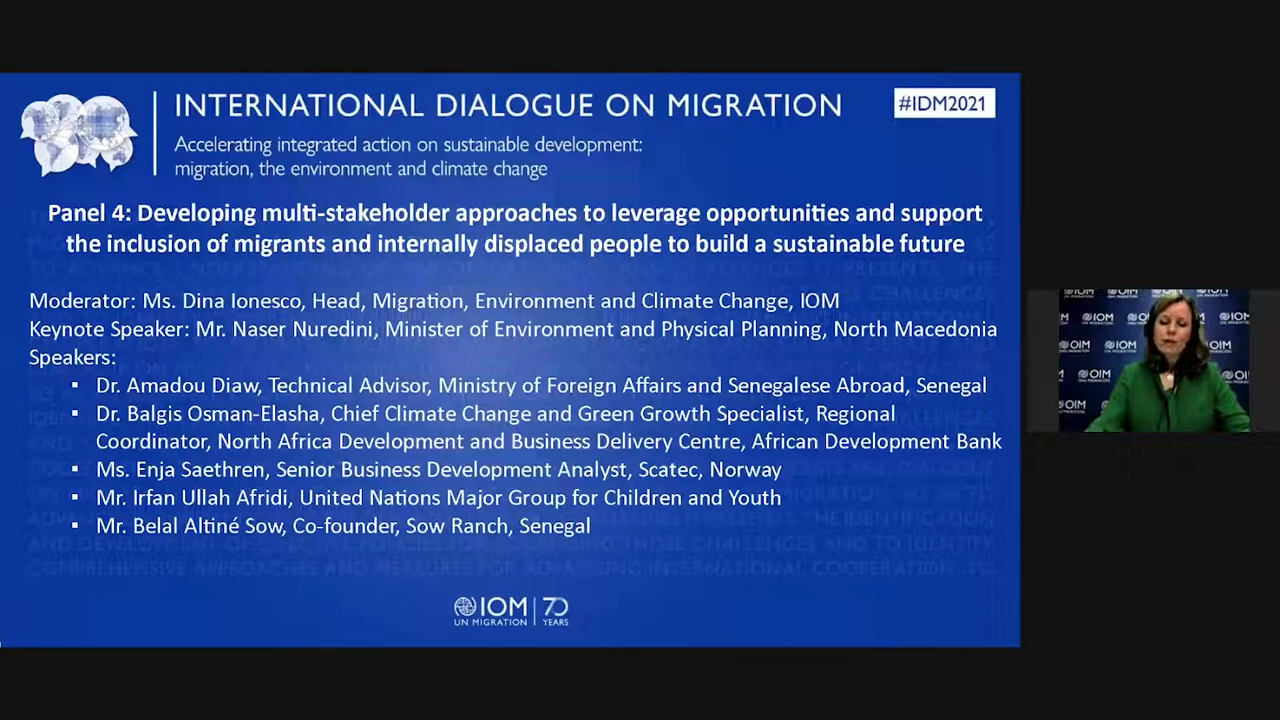 INTERNATIONAL DIALOGUE ON MIGRATION
#IDM2021
Accelerating integrated action on sustainable development:
migration, the environment and climate change
Panel 4: Developing multi-stakeholder approaches to leverage opportunities and support
the inclusion of migrants and internally displaced people to build a sustainable future
Moderator: Ms. Dina Ionesco, Head, Migration, Environment and Climate Change, IOM
Keynote Speaker: Mr. Naser Nuredini, Minister of Environment and Physical Planning, North Macedonia
Speakers:
▪ Dr. Amadou Diaw, Technical Advisor, Ministry of Foreign Affairs and Senegalese Abroad, Senegal
▪ Dr. Balgis Osman-Elasha, Chief Climate Change and Green Growth Specialist, Regional
Coordinator, North Africa Development and Business Delivery Centre, African Development Bank
▪ Ms. Enja Saethren, Senior Business Development Analyst, Scatec, Norway
▪ Mr. Irfan Ullah Afridi, United Nations Major Group for Children and Youth
▪ Mr. Belal Altiné Sow, Co-founder, Sow Ranch, Senegal
IOM 70
UN MIGRATION YEARS
IOM
OIM
IOM
OIM
OIM